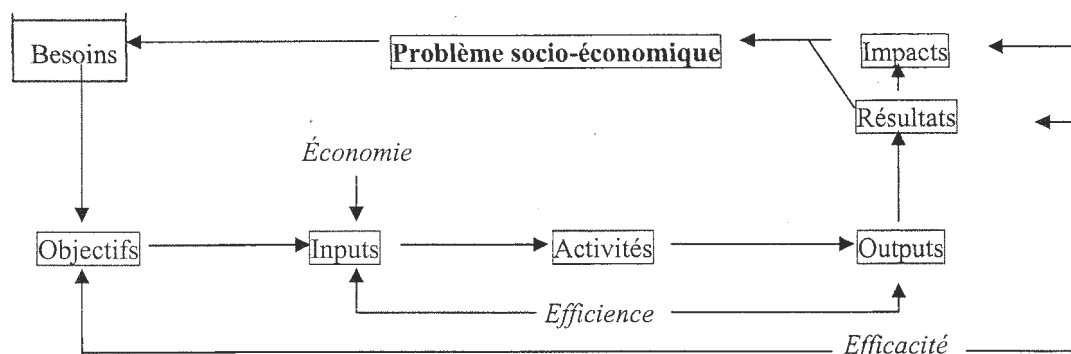 Besoins
Problème socio-économique
Impacts
Résultats
Économie
Objectifs
Inputs
Activités
Outputs
Efficience
Efficacité